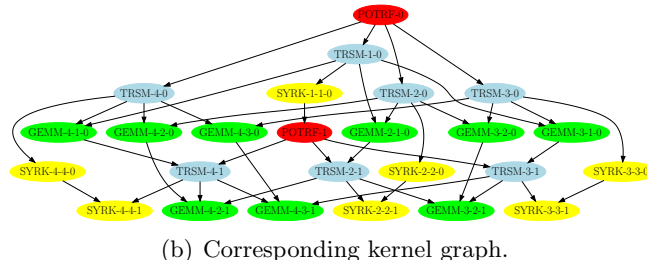 POTRF-0
TRSM-1-0
TRSM-4-0 TRSM-2-0 TRSM-3-0
SYRK-1-1-0
GEMM-4-1-0 GEMM-4-2-0 GEMM-4-3-0 POTRF-1 GEMM-2-1-0 GEMM-3-2-0 GEMM-3-1-0
SYRK-4-4-0 TRSM-4-1 TRSM-2-1 SYRK-2-2-0 TRSM-3-1 SYRK-3-3-0
SYRK-4-4-1 GEMM-4-2-1 GEMM-4-3-1 SYRK-2-2-1 GEMM-3-2-1 SYRK-3-3-1
(b) Corresponding kernel graph.